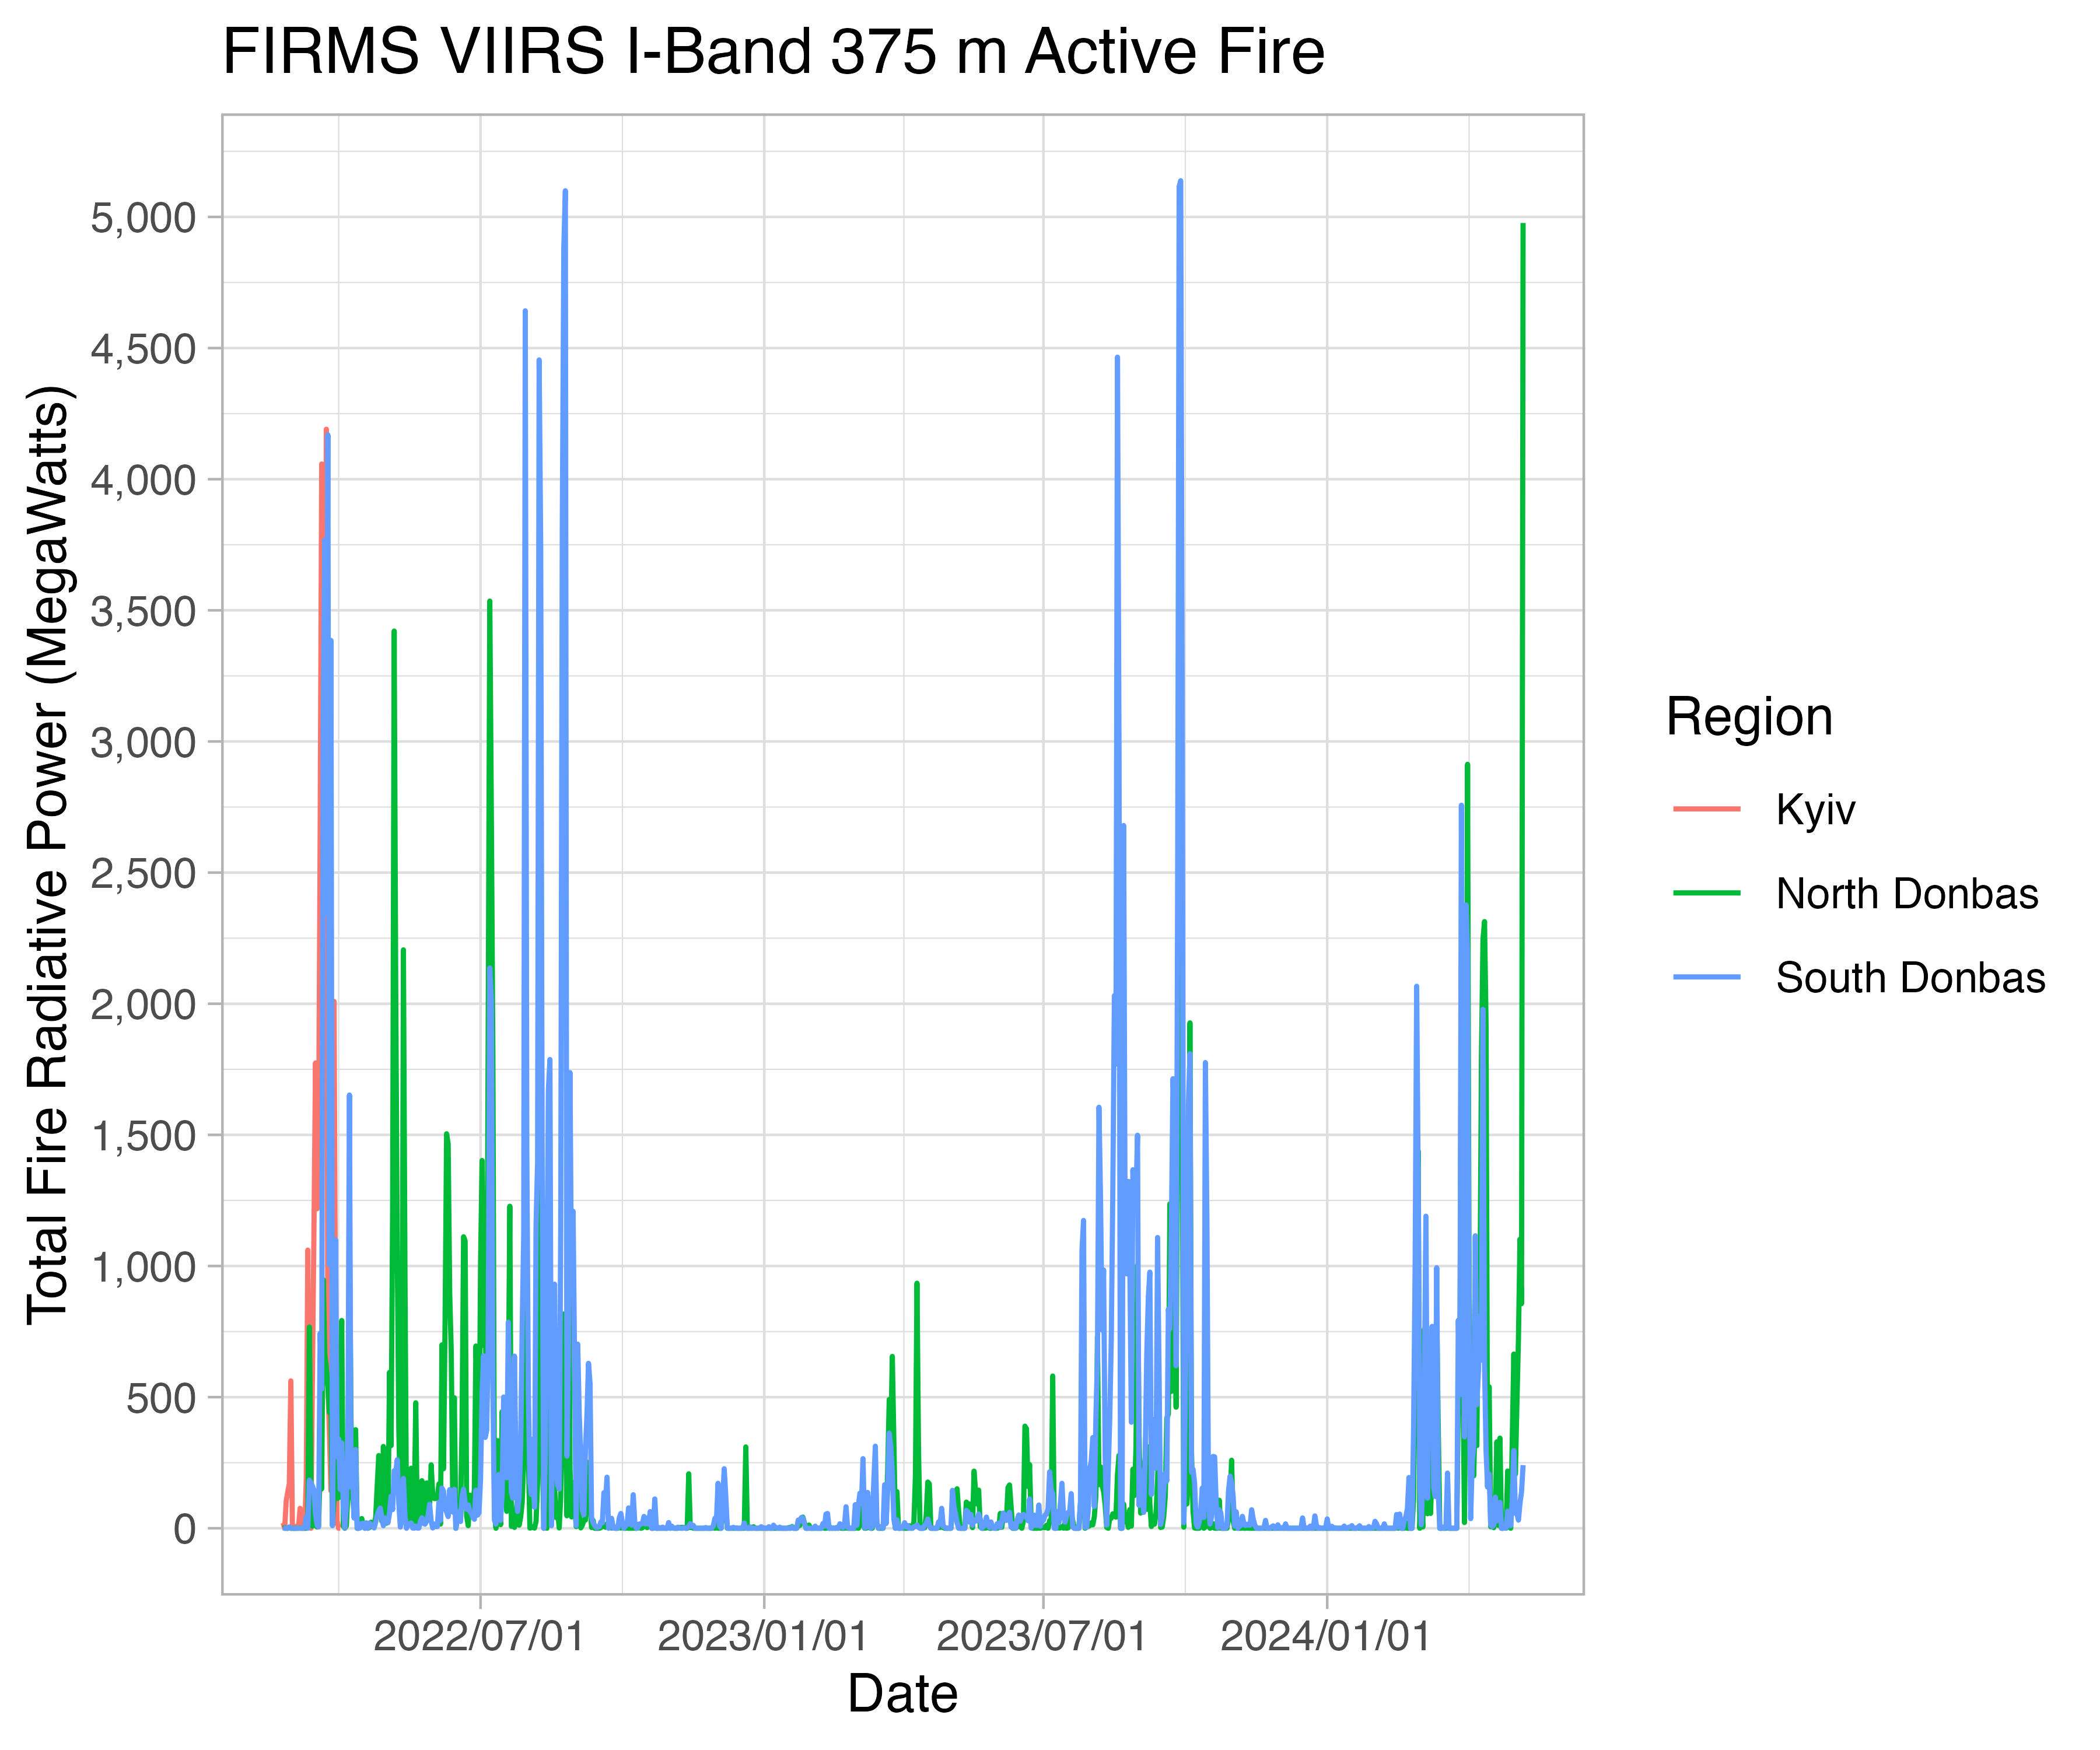 FIRMS VIIRS I-Band 375 m Active Fire
Total Fire Radiative Power (MegaWatts)
5,000
4,500
4,000
3,500
3,000
2,500
2,000
1,500
1,000
500
0
2022/07/01
2023/01/01
2023/07/01
2024/01/01
Date
Region
Kyiv
North Donbas
South Donbas